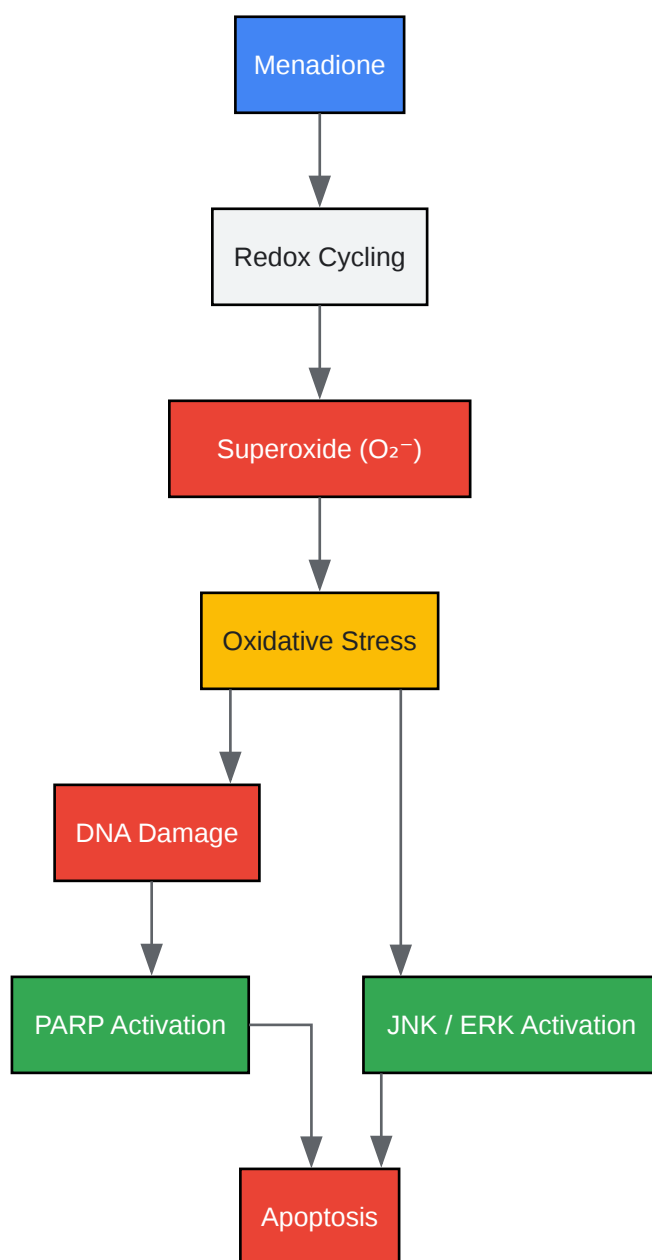 Menadione
Redox Cycling
Superoxide (O₂⁻)
Oxidative Stress
DNA Damage
PARP Activation
JNK / ERK Activation
Apoptosis